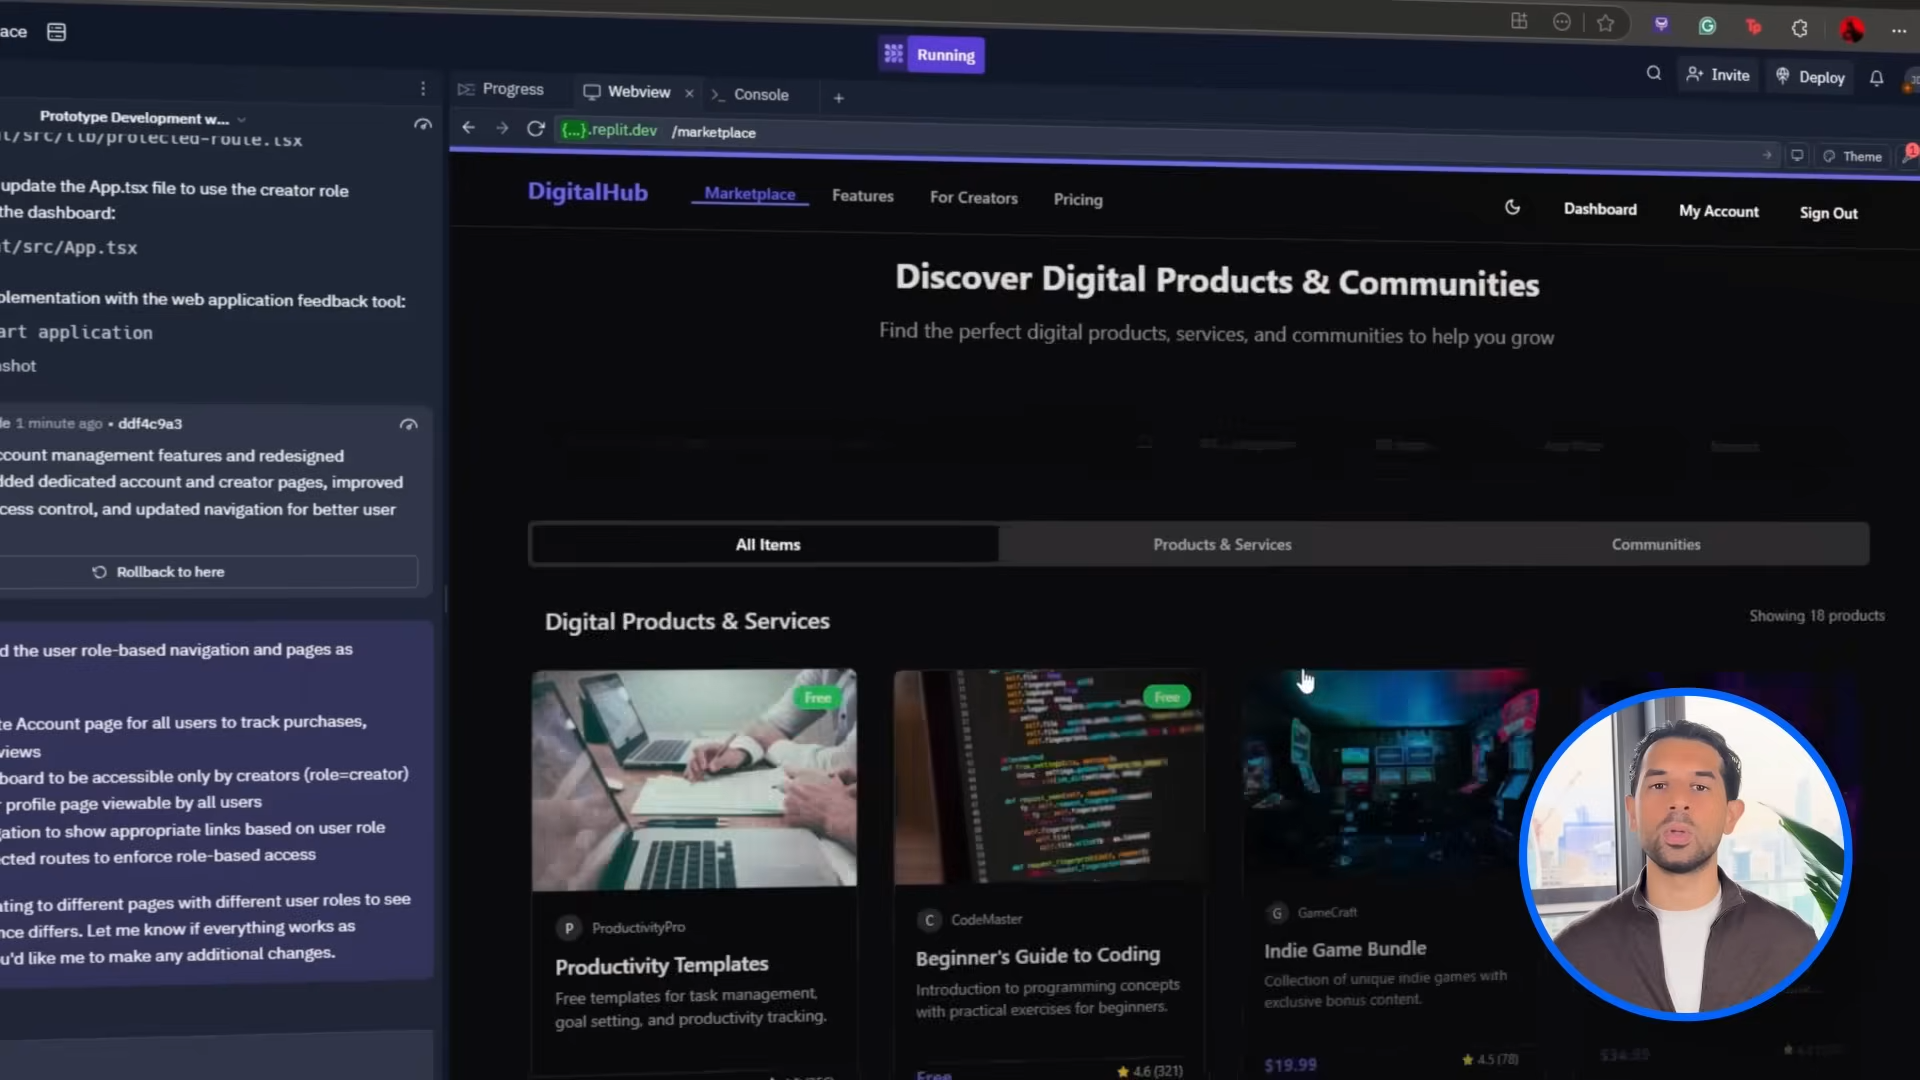 ace
Running
Invite
Deploy
Progress
Webview
Console
Prototype Development w...
{...}.replit.dev /marketplace
Theme
1
t/src/lib/protected-route.tsx
update the App.tsx file to use the creator role
the dashboard:
t/src/App.tsx
plementation with the web application feedback tool:
art application
shot
de 1 minute ago • ddf4c9a3
ccount management features and redesigned
dded dedicated account and creator pages, improved
cess control, and updated navigation for better user
Rollback to here
d the user role-based navigation and pages as
te Account page for all users to track purchases,
views
board to be accessible only by creators (role=creator)
r profile page viewable by all users
gation to show appropriate links based on user role
cted routes to enforce role-based access
ating to different pages with different user roles to see
nce differs. Let me know if everything works as
u'd like me to make any additional changes.
DigitalHub
Marketplace
Features
For Creators
Pricing
Dashboard
My Account
Sign Out
Discover Digital Products & Communities
Find the perfect digital products, services, and communities to help you grow
All Items
Products & Services
Communities
Digital Products & Services
Showing 18 products
Free
Free
P ProductivityPro
Productivity Templates
Free templates for task management,
goal setting, and productivity tracking.
C CodeMaster
Beginner's Guide to Coding
Introduction to programming concepts
with practical exercises for beginners.
Free
4.6 (321)
G GameCraft
Indie Game Bundle
Collection of unique indie games with
exclusive bonus content.
$19.99
4.5 (78)
$34.99